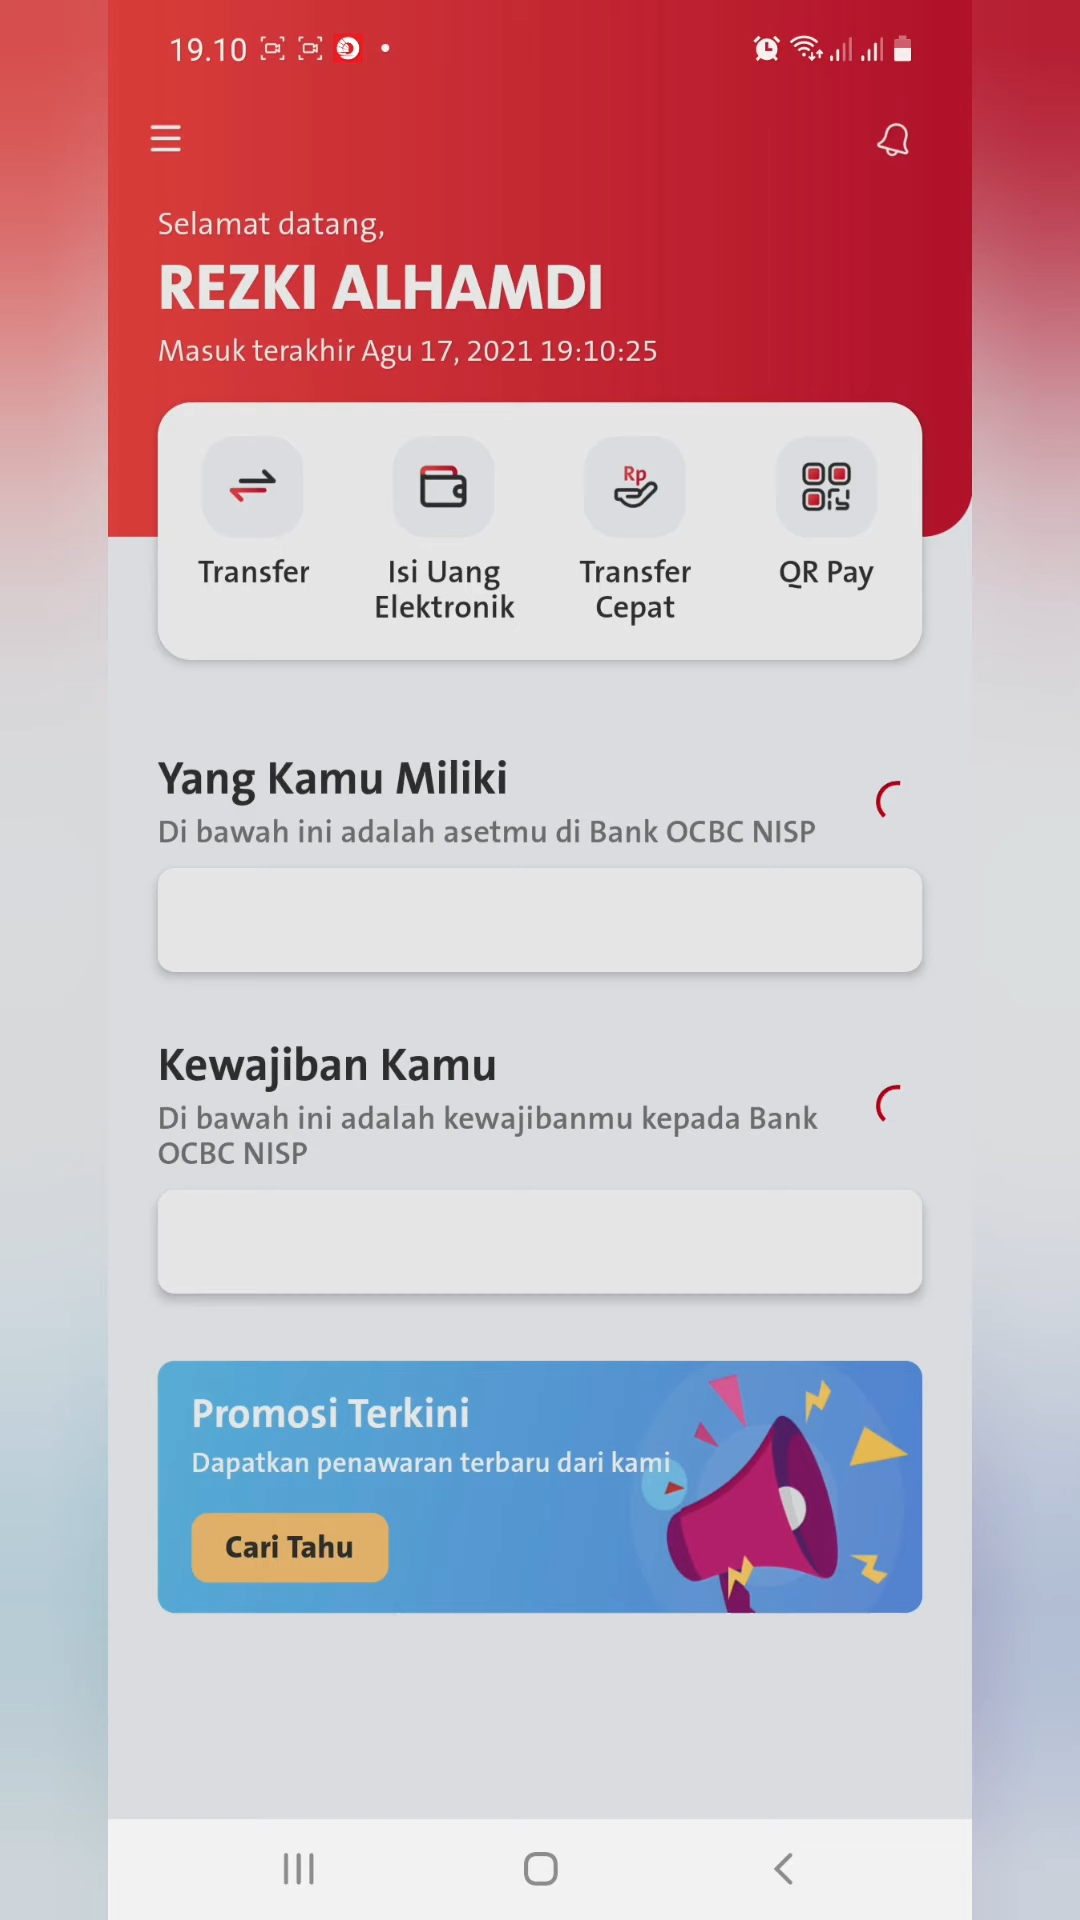 19.10
Selamat datang,
REZKI ALHAMDI
Masuk terakhir Agu 17, 2021 19:10:25
Transfer
Isi Uang
Elektronik
Rp
Transfer
Cepat
QR Pay
Yang Kamu Miliki
Di bawah ini adalah asetmu di Bank OCBC NISP
Kewajiban Kamu
Di bawah ini adalah kewajibanmu kepada Bank
OCBC NISP
Promosi Terkini
Dapatkan penawaran terbaru dari kami
Cari Tahu